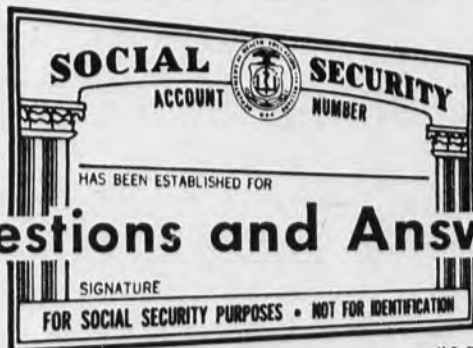 SOCIAL SECURITY
ACCOUNT NUMBER
HAS BEEN ESTABLISHED FOR
estions and Answ
SIGNATURE
FOR SOCIAL SECURITY PURPOSES • NOT FOR IDENTIFICATION